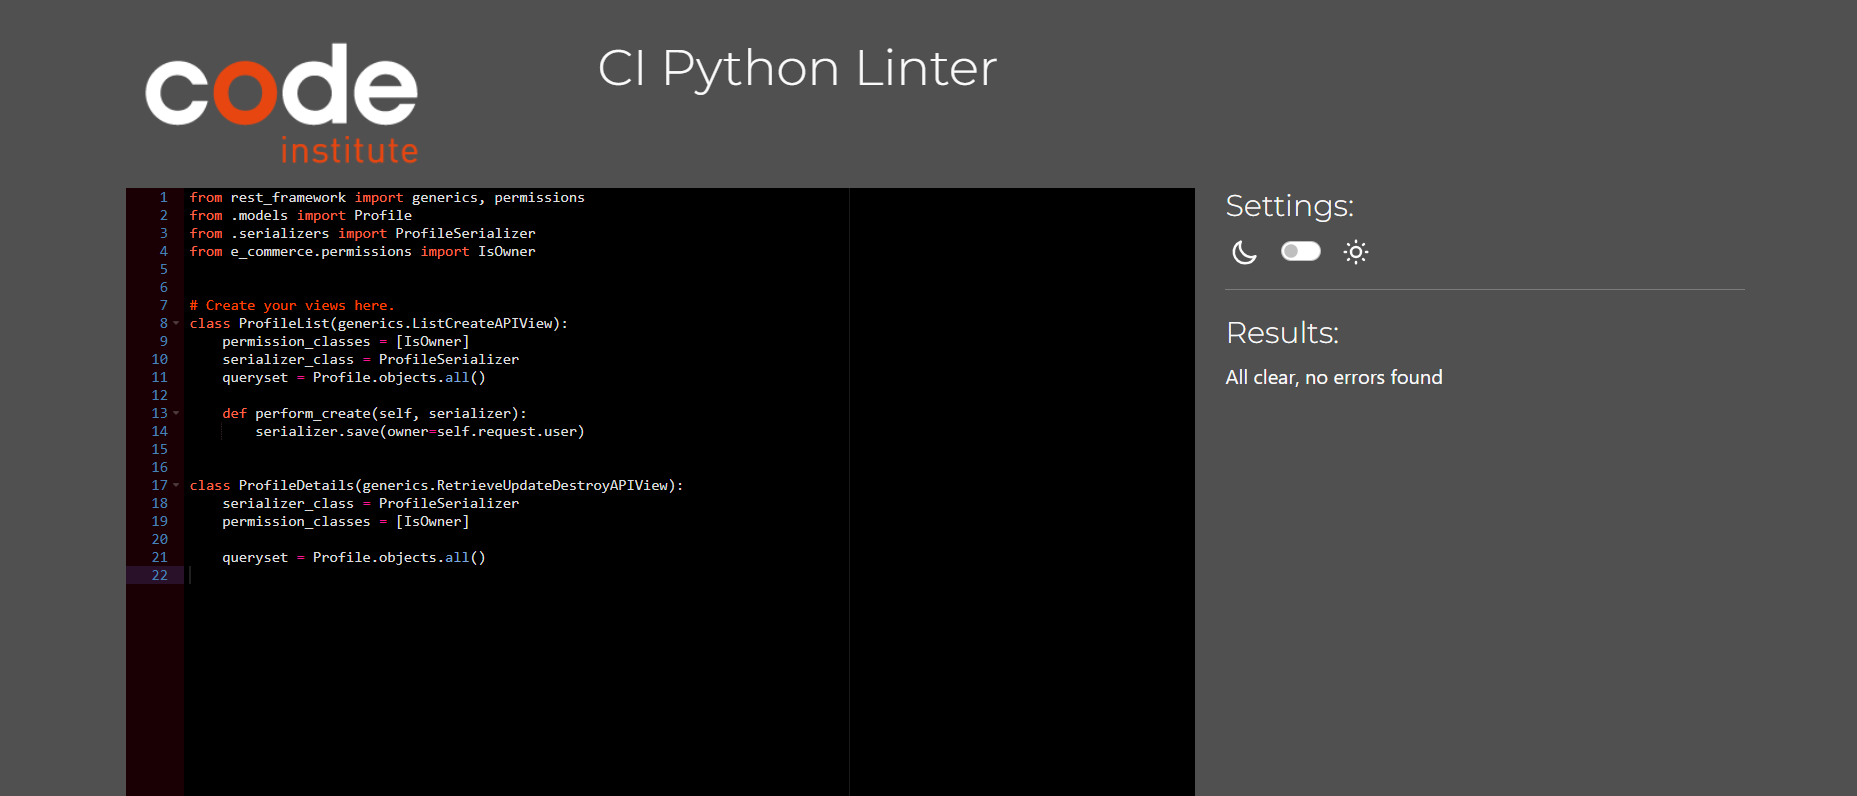 code
institute
CI Python Linter
1 from rest_framework import generics, permissions
2 from .models import Profile
3 from .serializers import ProfileSerializer
4 from e_commerce.permissions import IsOwner
5
6
7 # Create your views here.
8 class ProfileList(generics.ListCreateAPIView):
9     permission_classes = [IsOwner]
10     serializer_class = ProfileSerializer
11     queryset = Profile.objects.all()
12
13     def perform_create(self, serializer):
14         serializer.save(owner=self.request.user)
15
16
17 class ProfileDetails(generics.RetrieveUpdateDestroyAPIView):
18     serializer_class = ProfileSerializer
19     permission_classes = [IsOwner]
20
21     queryset = Profile.objects.all()
22
Settings:
Results:
All clear, no errors found